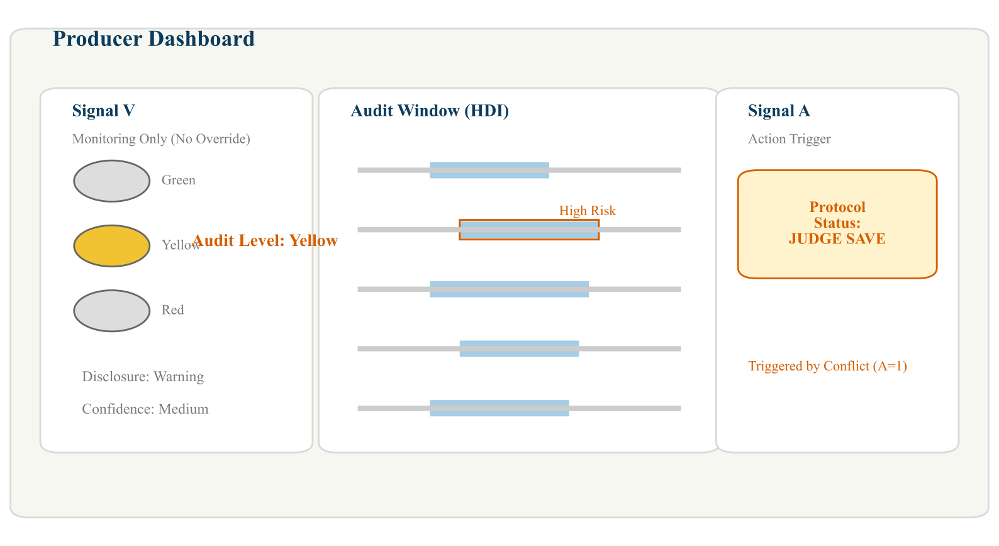 Producer Dashboard
Signal V
Monitoring Only (No Override)
Green
Yellow
Audit Level: Yellow
Red
Disclosure: Warning
Confidence: Medium
Audit Window (HDI)
High Risk
Signal A
Action Trigger
Protocol
Status:
JUDGE SAVE
Triggered by Conflict (A=1)